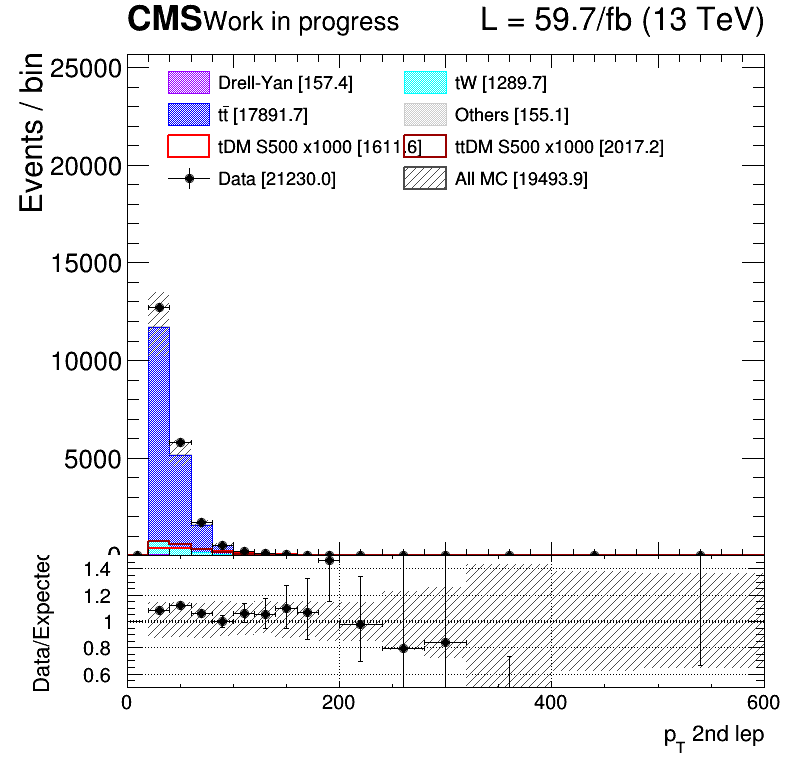 CMS Work in progress L = 59.7/fb (13 TeV)
Events / bin
25000
20000
15000
10000
5000
0
Drell-Yan [157.4] tW [1289.7]
tt̄ [17891.7] Others [155.1]
tDM S500 x1000 [1611.6] ttDM S500 x1000 [2017.2]
Data [21230.0] All MC [19493.9]
Data/Expected
1.4
1.2
1
0.8
0.6
0 200 400 600
p_T 2nd lep